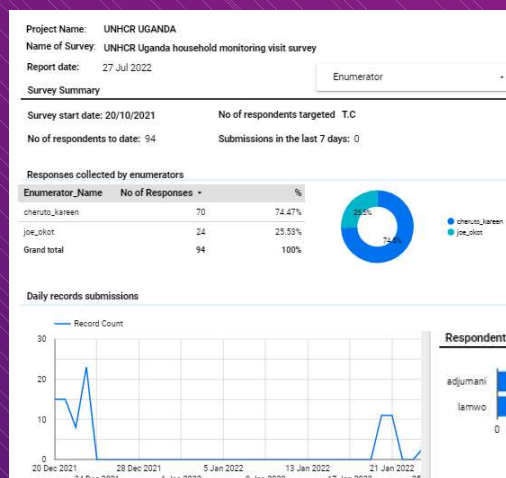 Project Name: UNHCR UGANDA
Name of Survey: UNHCR Uganda household monitoring visit survey
Report date: 27 Jul 2022
Enumerator
Survey Summary
Survey start date: 20/10/2021 No of respondents targeted T.C
No of respondents to date: 94 Submissions in the last 7 days: 0
Responses collected by enumerators
Enumerator_Name No of Responses %
cheruto_kareen 70 74.47%
joe_okot 24 25.53%
Grand total 94 100%
25.5%
74.5%
cheruto_kareen
joe_okot
Daily records submissions
Record Count
30
20
10
0
20 Dec 2021 28 Dec 2021 5 Jan 2022 13 Jan 2022 21 Jan 2022
Respondent
adjumani
lamwo
0